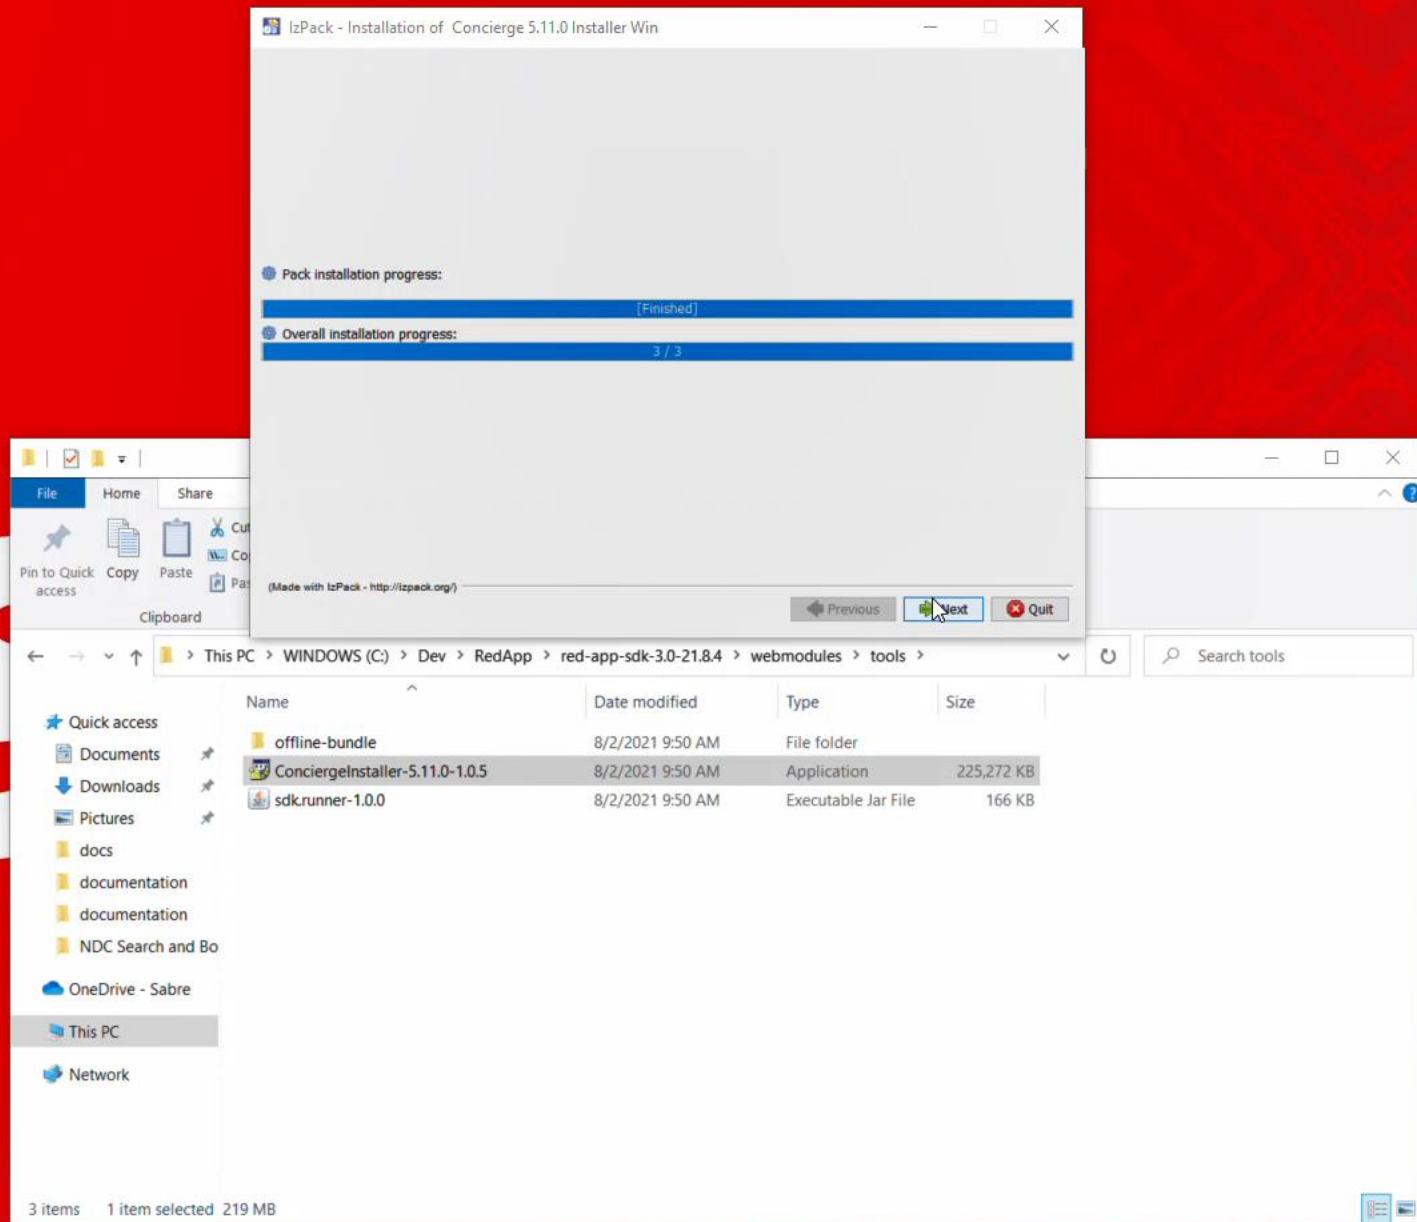 IzPack - Installation of Concierge 5.11.0 Installer Win
Pack installation progress:
[Finished]
Overall installation progress:
3 / 3
(Made with IzPack - http://izpack.org/)
Previous
Next
Quit
File
Home
Share
Pin to Quick access
Copy
Paste
Cut
Clipboard
This PC > WINDOWS (C:) > Dev > RedApp > red-app-sdk-3.0-21.8.4 > webmodules > tools >
Search tools
Name Date modified Type Size
offline-bundle 8/2/2021 9:50 AM File folder
ConciergeInstaller-5.11.0-1.0.5 8/2/2021 9:50 AM Application 225,272 KB
sdk.runner-1.0.0 8/2/2021 9:50 AM Executable Jar File 166 KB
Quick access
Documents
Downloads
Pictures
docs
documentation
documentation
NDC Search and Bo
OneDrive - Sabre
This PC
Network
3 items 1 item selected 219 MB